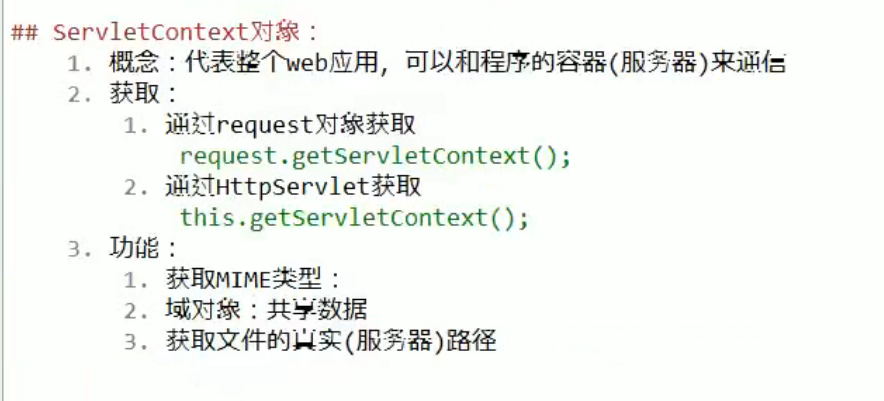 ## ServletContext对象：
1. 概念：代表整个web应用，可以和程序的容器(服务器)来通信
2. 获取：
1. 通过request对象获取
request.getServletContext();
2. 通过HttpServlet获取
this.getServletContext();
3. 功能：
1. 获取MIME类型：
2. 域对象：共享数据
3. 获取文件的真实(服务器)路径